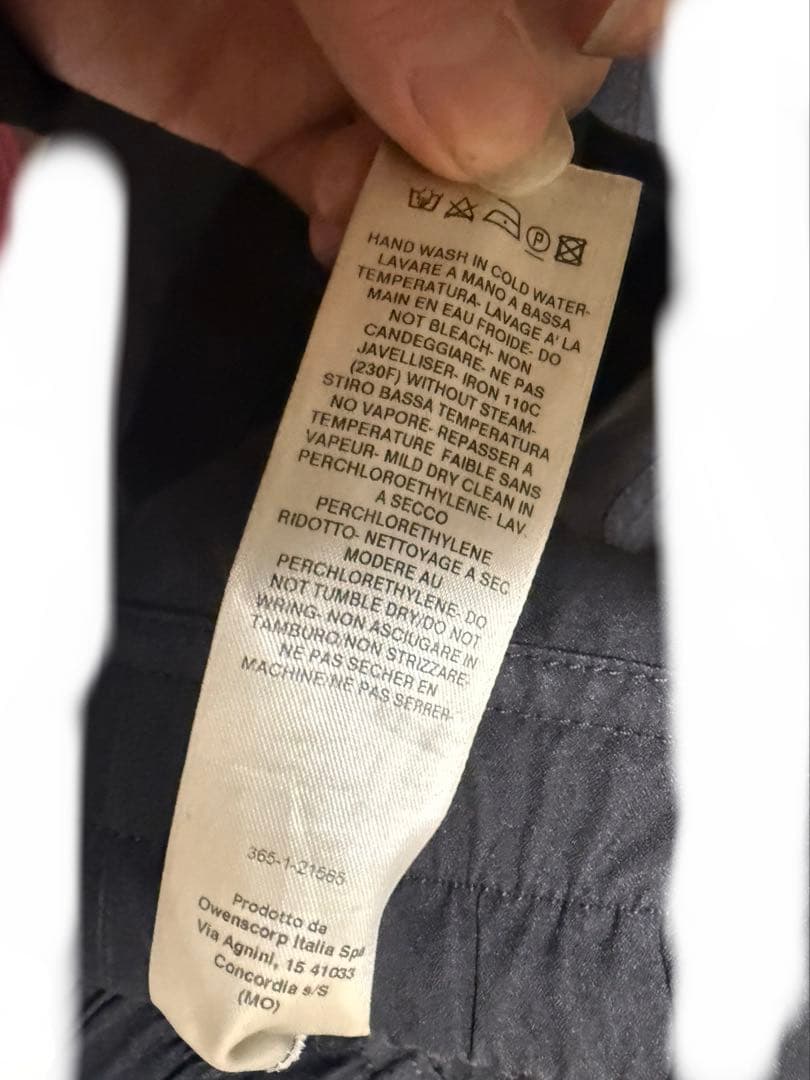 P
HAND WASH IN COLD WATER-
LAVARE A MANO A BASSA
TEMPERATURA- LAVAGE A' LA
MAIN EN EAU FROIDE- DO
NOT BLEACH- NON
CANDEGGIARE- NE PAS
JAVELLISER- IRON 110C
(230F) WITHOUT STEAM-
STIRO BASSA TEMPERATURA
NO VAPORE- REPASSER A
TEMPERATURE FAIBLE SANS
VAPEUR- MILD DRY CLEAN IN
PERCHLOROETHYLENE- LAV.
A SECCO
PERCHLORETHYLENE
RIDOTTO- NETTOYAGE A SEC
MODERE AU
PERCHLORETHYLENE- DO
NOT TUMBLE DRY/DO NOT
WRING- NON ASCIUGARE IN
TAMBURO/NON STRIZZARE-
NE PAS SECHER EN
MACHINE/NE PAS SERRER-
365-1-21565
Prodotto da
Owenscorp Italia SpA
Via Agnini, 15 41033
Concordia s/S
(MO)